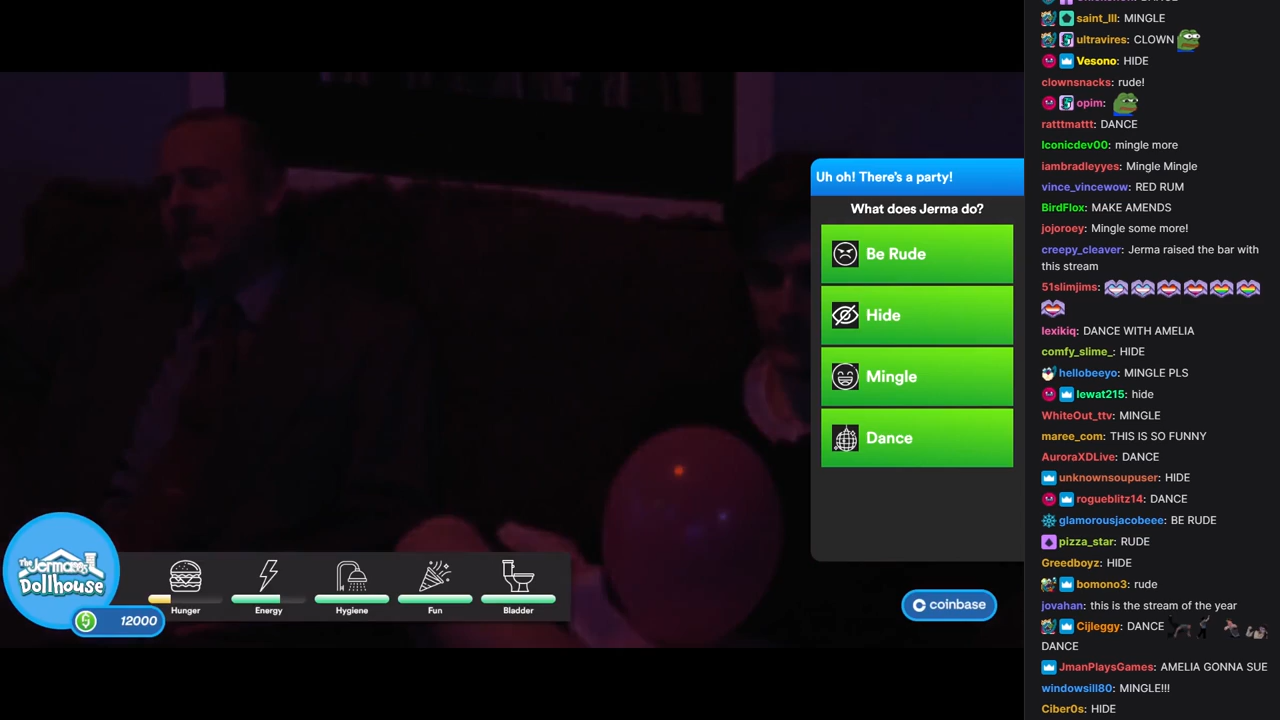 saint_lll: MINGLE
ultravires: CLOWN
Vesono: HIDE
clownsnacks: rude!
opim:
ratttmattt: DANCE
Iconicdev00: mingle more
iambradleyyes: Mingle Mingle
vince_vincewow: RED RUM
BirdFlox: MAKE AMENDS
jojoroey: Mingle some more!
creepy_cleaver: Jerma raised the bar with
this stream
51slimjims:
lexikiq: DANCE WITH AMELIA
comfy_slime_: HIDE
hellobeeyo: MINGLE PLS
lewat215: hide
WhiteOut_ttv: MINGLE
maree_com: THIS IS SO FUNNY
AuroraXDLive: DANCE
unknownsoupuser: HIDE
rogueblitz14: DANCE
glamorousjacobeee: BE RUDE
pizza_star: RUDE
Greedboyz: HIDE
bomono3: rude
jovahan: this is the stream of the year
Cijleggy: DANCE
DANCE
JmanPlaysGames: AMELIA GONNA SUE
windowsill80: MINGLE!!!
Ciber0s: HIDE
Uh oh! There's a party!
What does Jerma do?
Be Rude
Hide
Mingle
Dance
coinbase
The Jerma985
Dollhouse
12000
Hunger
Energy
Hygiene
Fun
Bladder